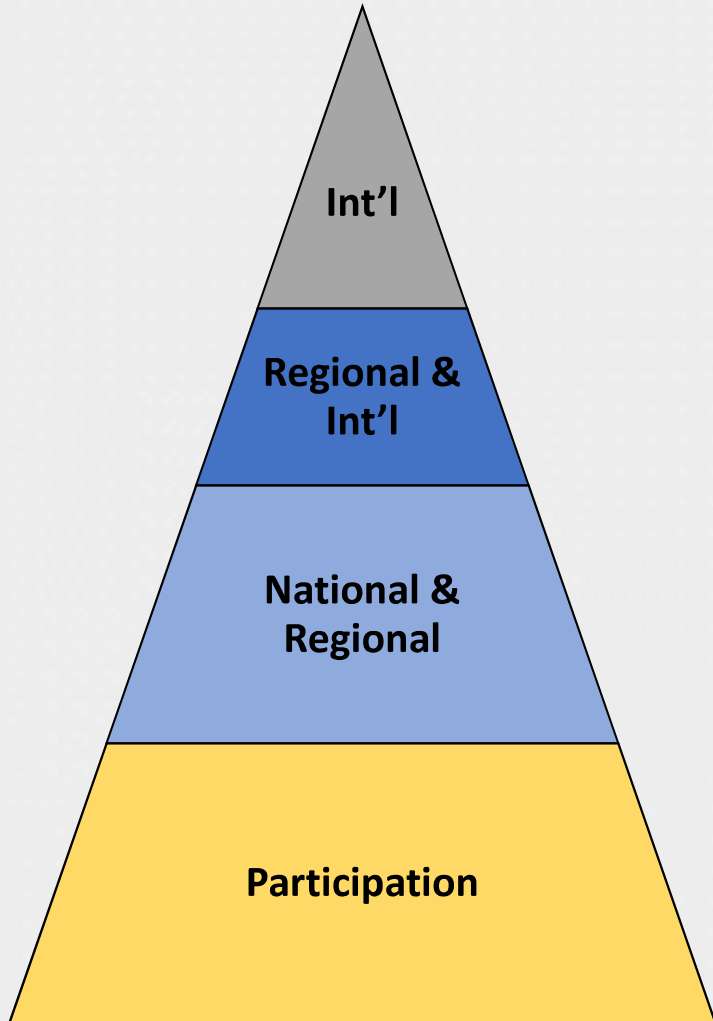 Int’l
Regional &
Int’l
National &
Regional
Participation